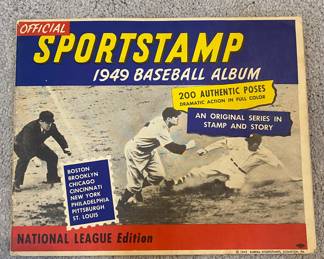 OFFICIAL
SPORTSTAMP
1949 BASEBALL ALBUM
200 AUTHENTIC POSES
DRAMATIC ACTION IN FULL COLOR
AN ORIGINAL SERIES IN
STAMP AND STORY
BOSTON
BROOKLYN
CHICAGO
CINCINNATI
NEW YORK
PHILADELPHIA
PITTSBURGH
ST. LOUIS
NATIONAL LEAGUE Edition